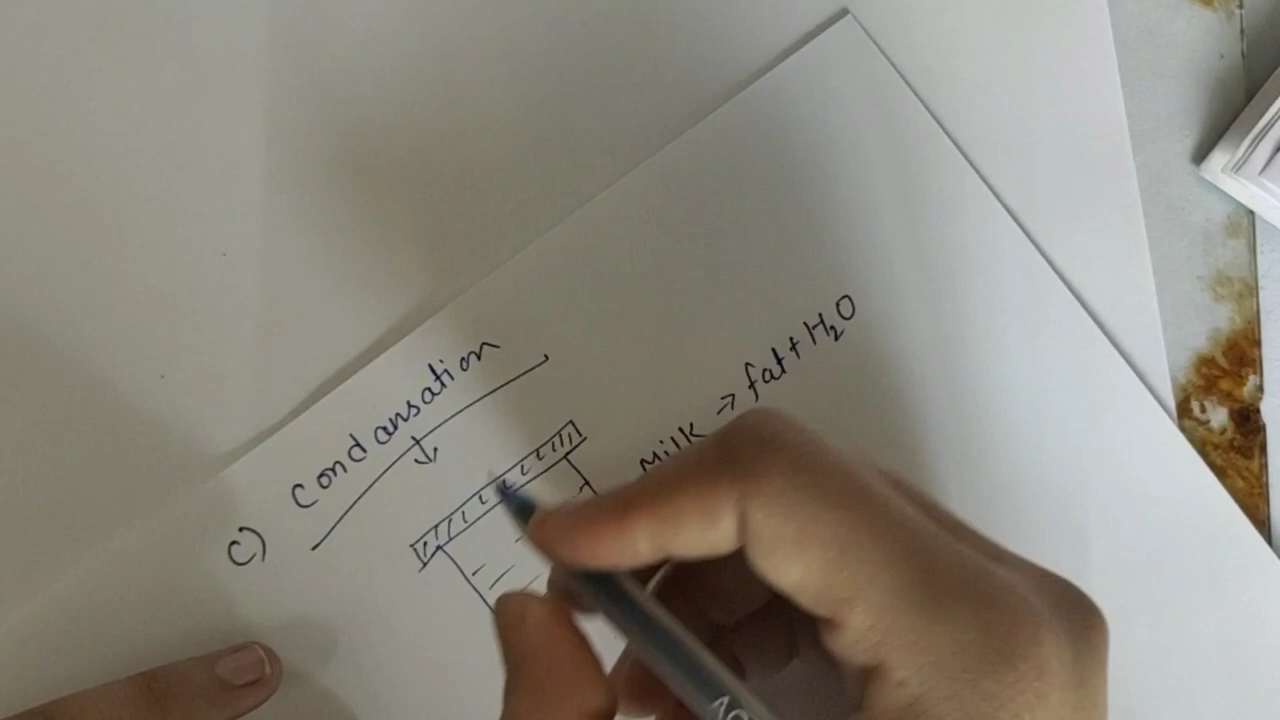 c) condansation
Milk → fat + H₂O